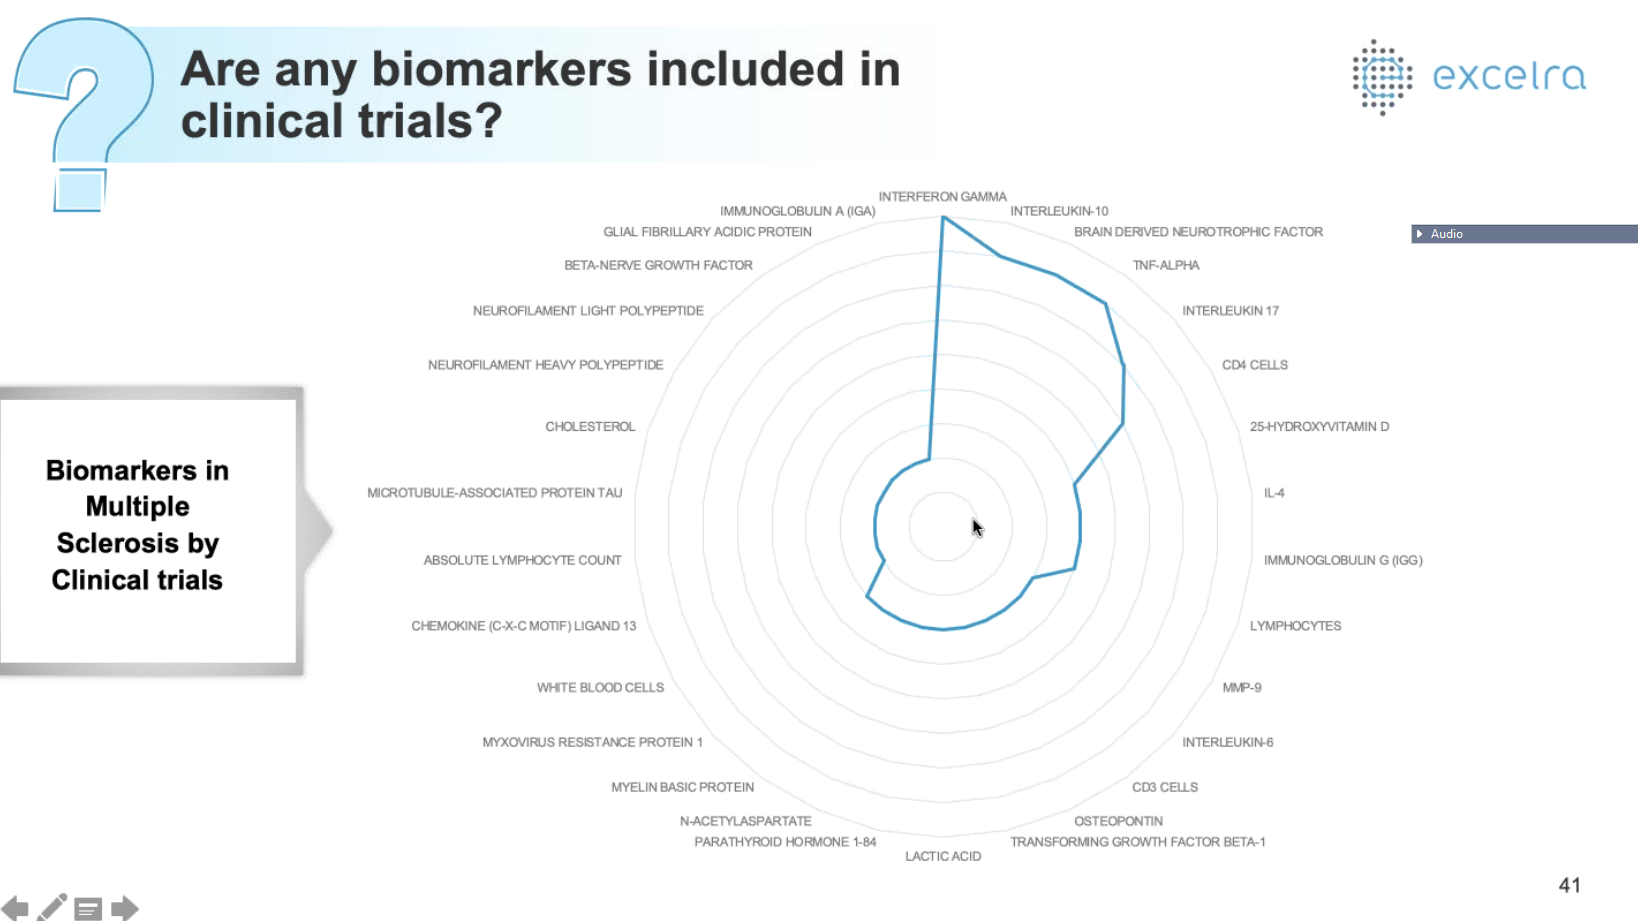 Are any biomarkers included in
clinical trials?
excelra
Audio
Biomarkers in
Multiple
Sclerosis by
Clinical trials
INTERFERON GAMMA
INTERLEUKIN-10
BRAIN DERIVED NEUROTROPHIC FACTOR
TNF-ALPHA
INTERLEUKIN 17
CD4 CELLS
25-HYDROXYVITAMIN D
IL-4
IMMUNOGLOBULIN G (IGG)
LYMPHOCYTES
MMP-9
INTERLEUKIN-6
CD3 CELLS
OSTEOPONTIN
TRANSFORMING GROWTH FACTOR BETA-1
LACTIC ACID
PARATHYROID HORMONE 1-84
N-ACETYLASPARTATE
MYELIN BASIC PROTEIN
MYXOVIRUS RESISTANCE PROTEIN 1
WHITE BLOOD CELLS
CHEMOKINE (C-X-C MOTIF) LIGAND 13
ABSOLUTE LYMPHOCYTE COUNT
MICROTUBULE-ASSOCIATED PROTEIN TAU
CHOLESTEROL
NEUROFILAMENT HEAVY POLYPEPTIDE
NEUROFILAMENT LIGHT POLYPEPTIDE
BETA-NERVE GROWTH FACTOR
GLIAL FIBRILLARY ACIDIC PROTEIN
IMMUNOGLOBULIN A (IGA)
41